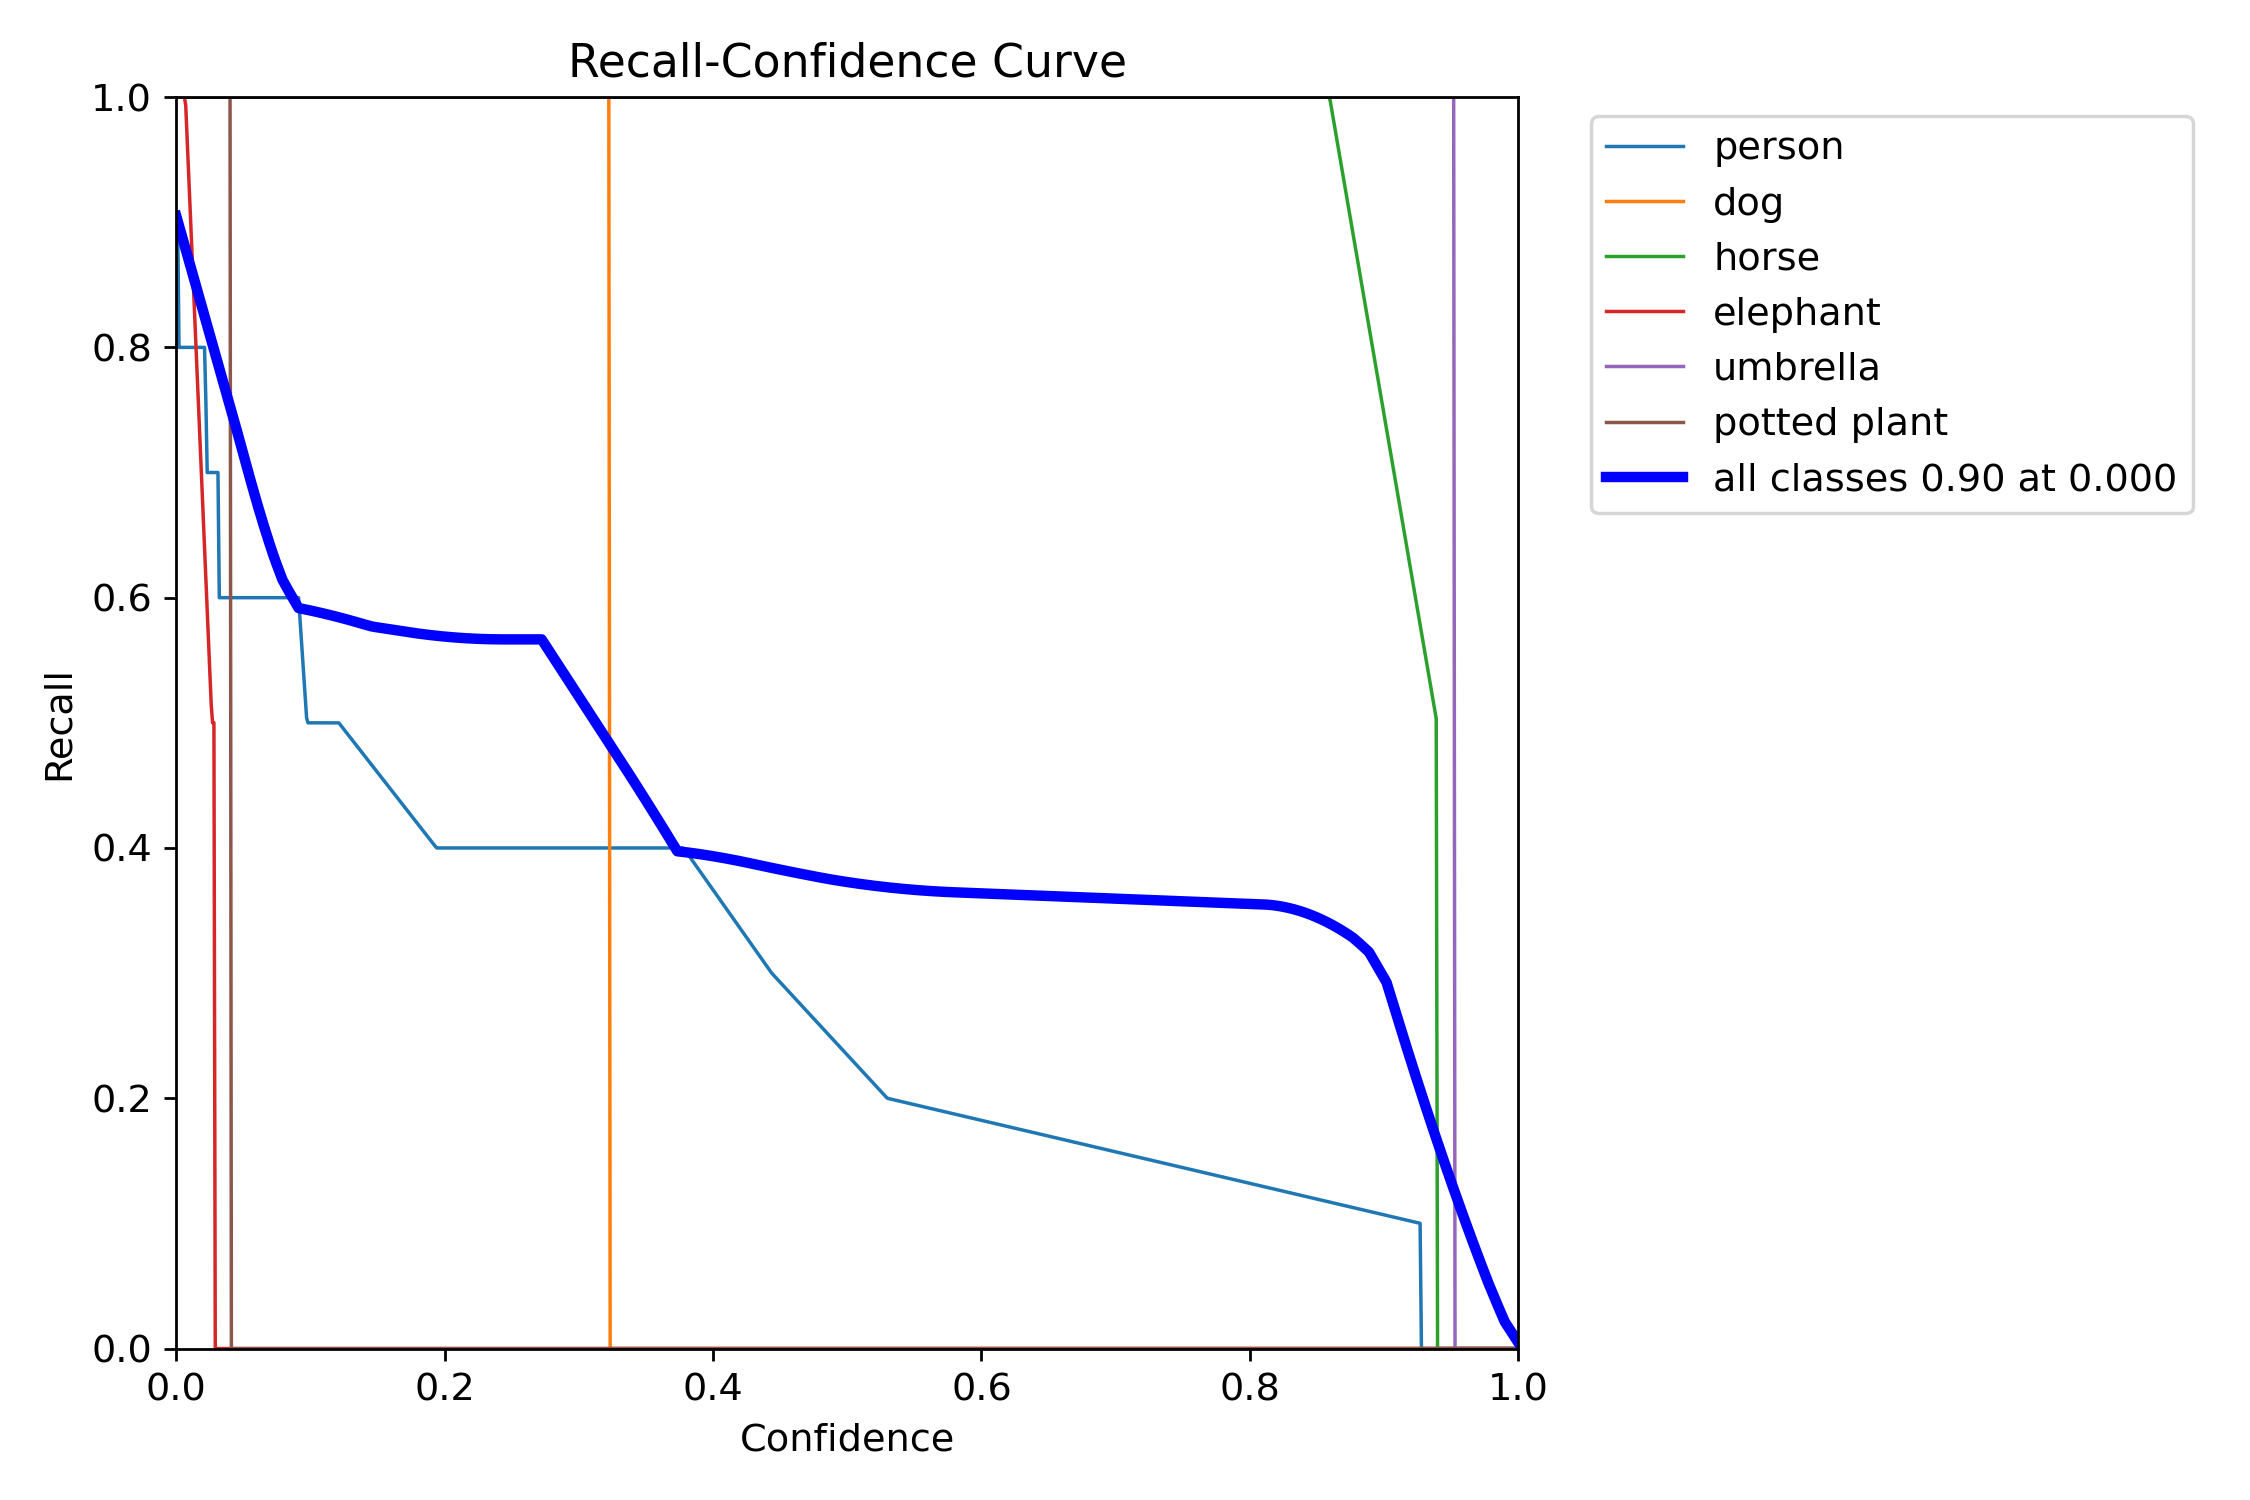 Recall-Confidence Curve
1.0
0.8
0.6
0.4
0.2
0.0
Recall
0.0 0.2 0.4 0.6 0.8 1.0
Confidence
person
dog
horse
elephant
umbrella
potted plant
all classes 0.90 at 0.000